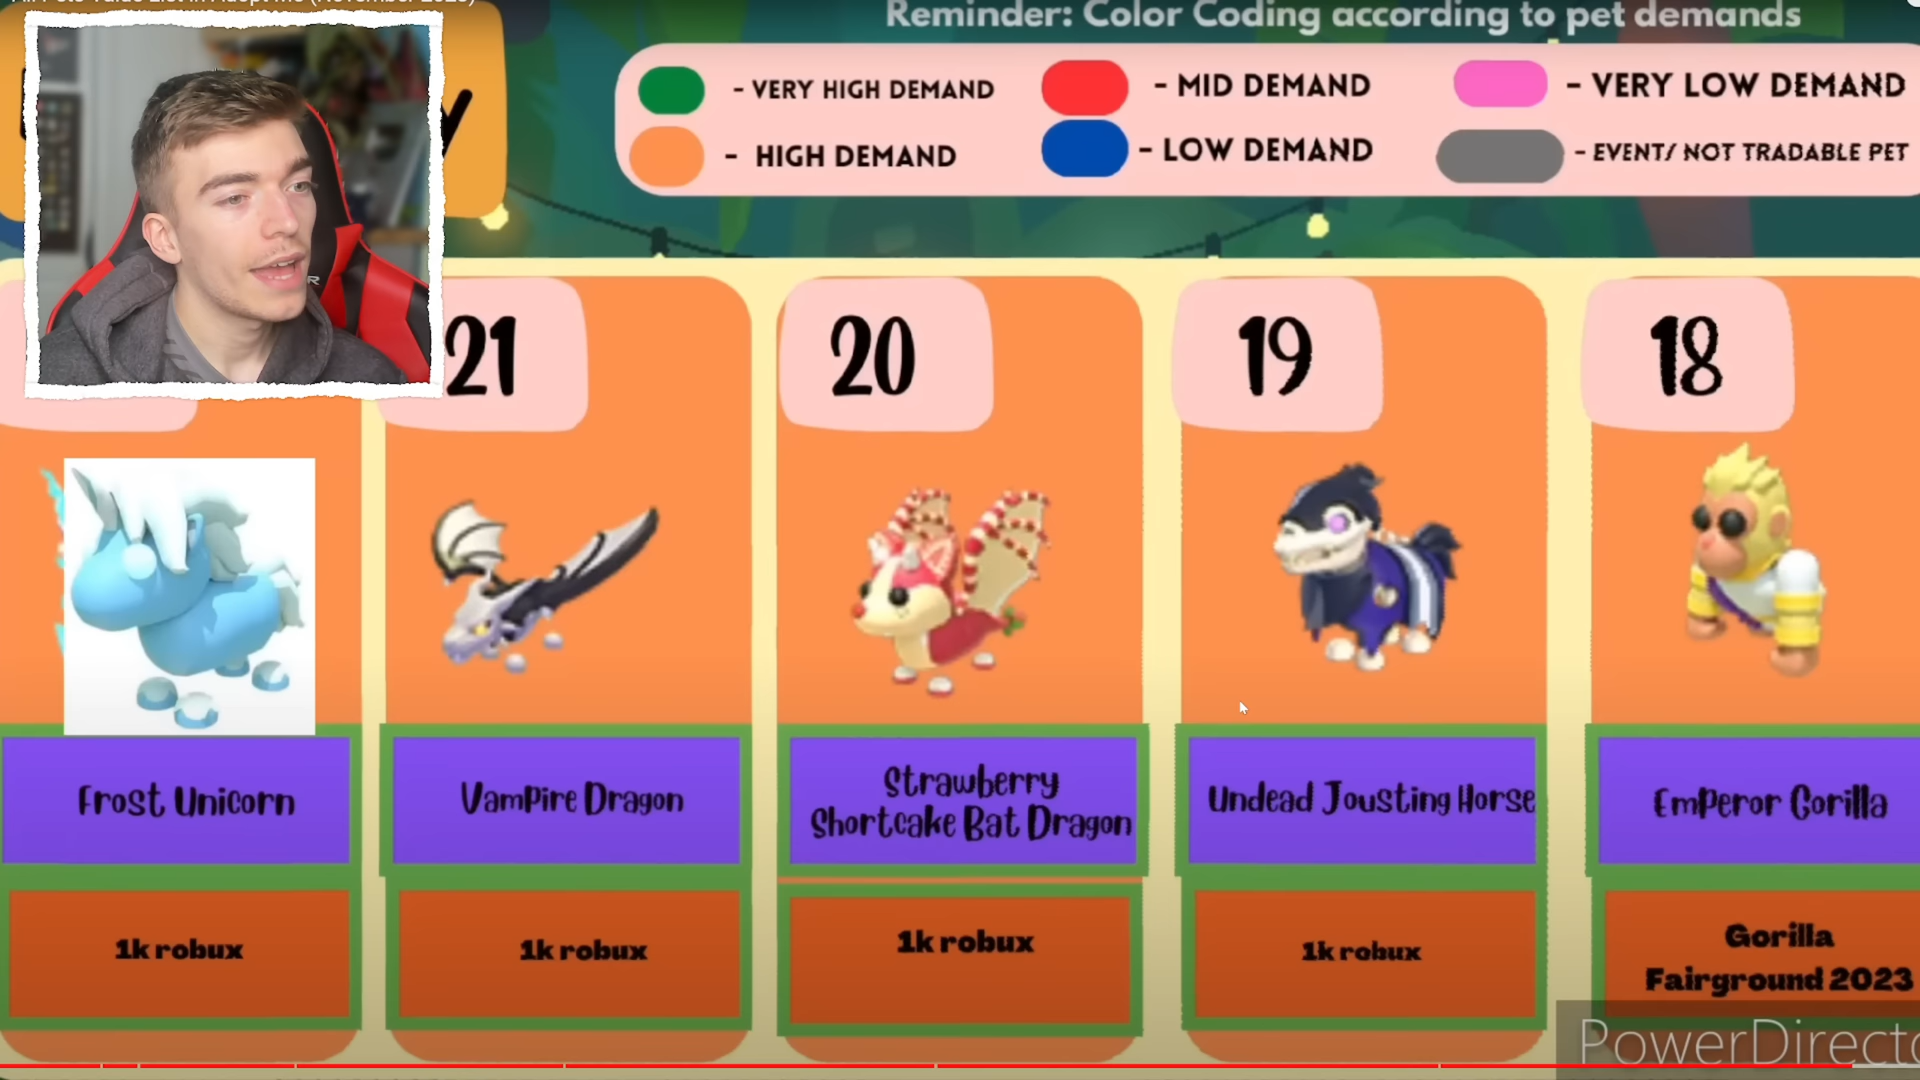 Reminder: Color Coding according to pet demands
- VERY HIGH DEMAND
- MID DEMAND
- VERY LOW DEMAND
- HIGH DEMAND
- LOW DEMAND
- EVENT/ NOT TRADABLE PET
21
20
19
18
Frost Unicorn
Vampire Dragon
Strawberry
Shortcake Bat Dragon
Undead Jousting Horse
Emperor Gorilla
1k robux
1k robux
1k robux
1k robux
Gorilla
Fairground 2023
PowerDirecto